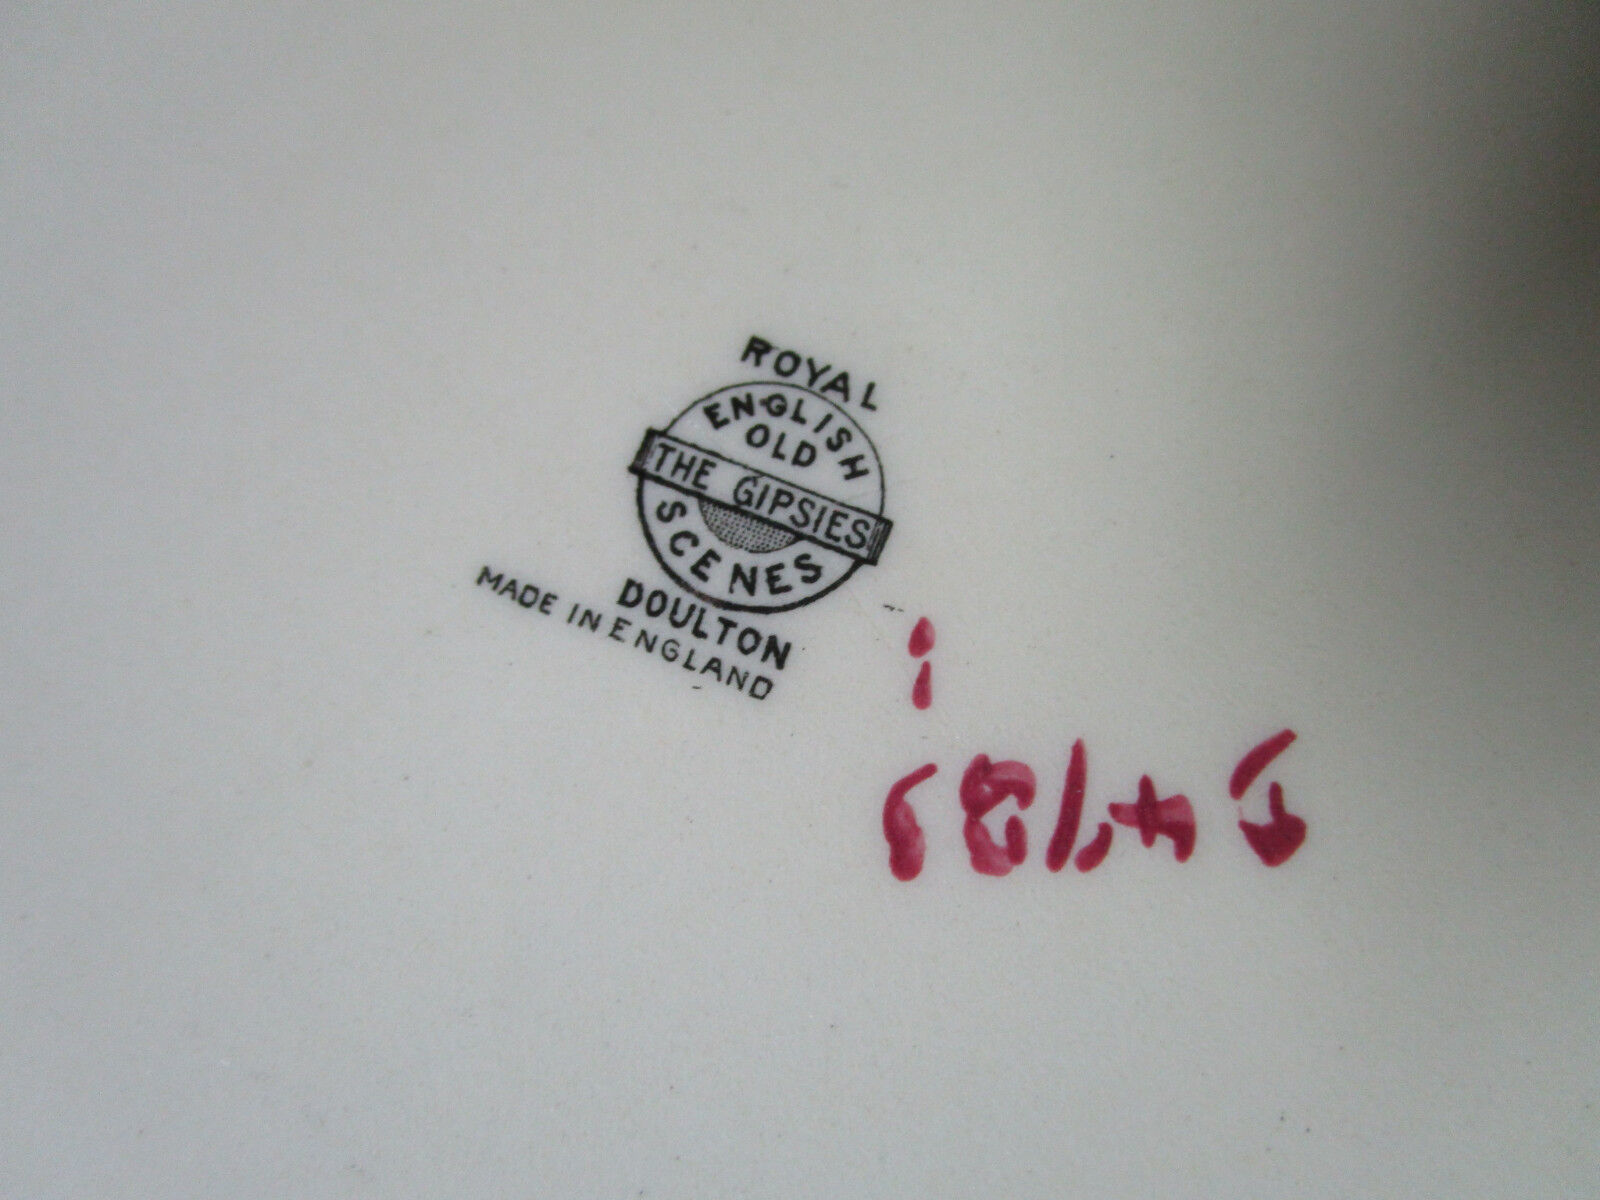 ROYAL
ENGLISH
OLD
THE GIPSIES
SCENES
DOULTON
MADE IN ENGLAND